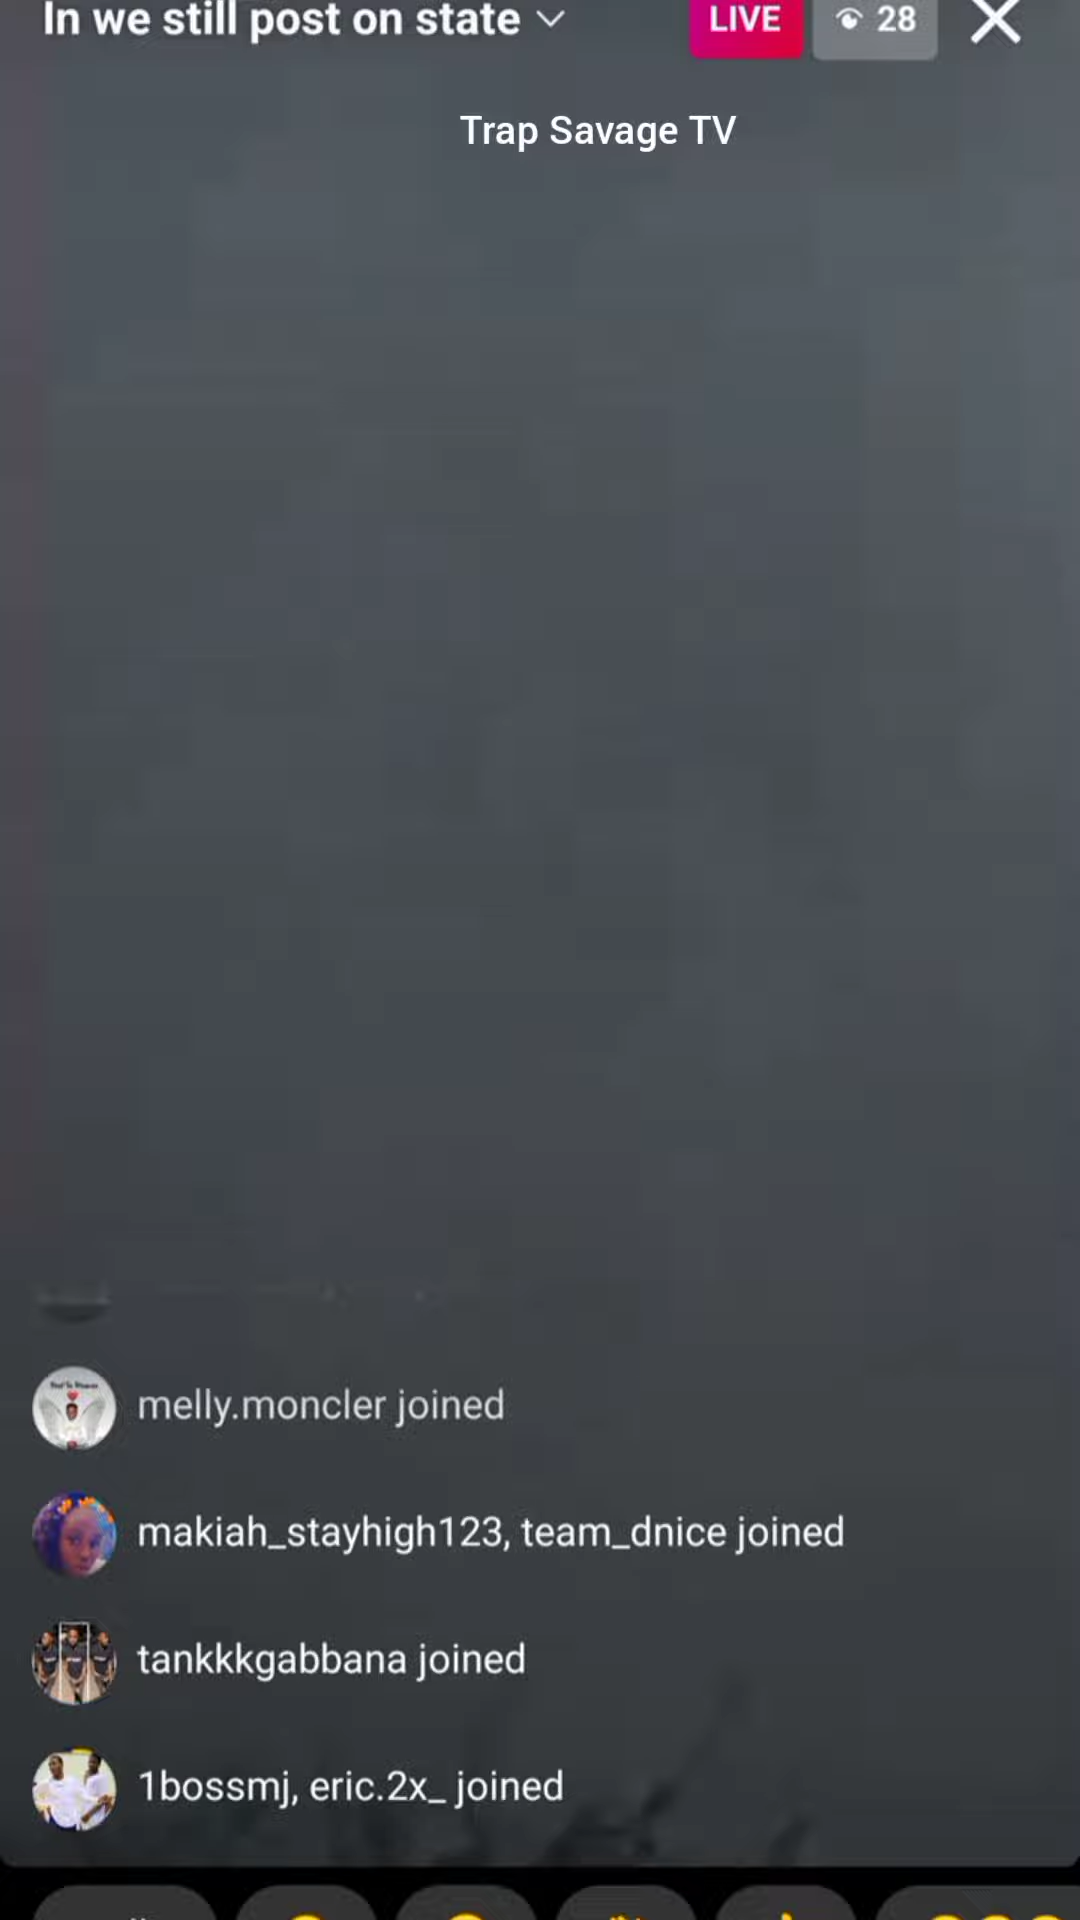 In we still post on state
LIVE
28
Trap Savage TV
melly.moncler joined
makiah_stayhigh123, team_dnice joined
tankkkgabbana joined
1bossmj, eric.2x_ joined